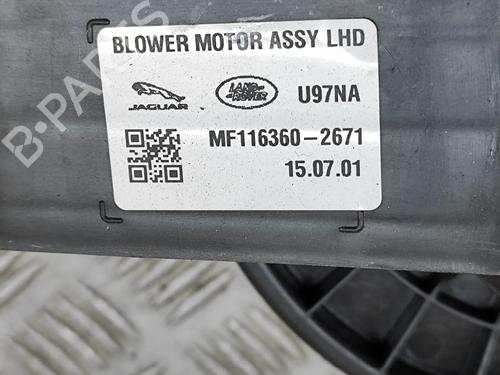 BLOWER MOTOR ASSY LHD
JAGUAR LAND ROVER U97NA
MF116360-2671
15.07.01
B-PARTS